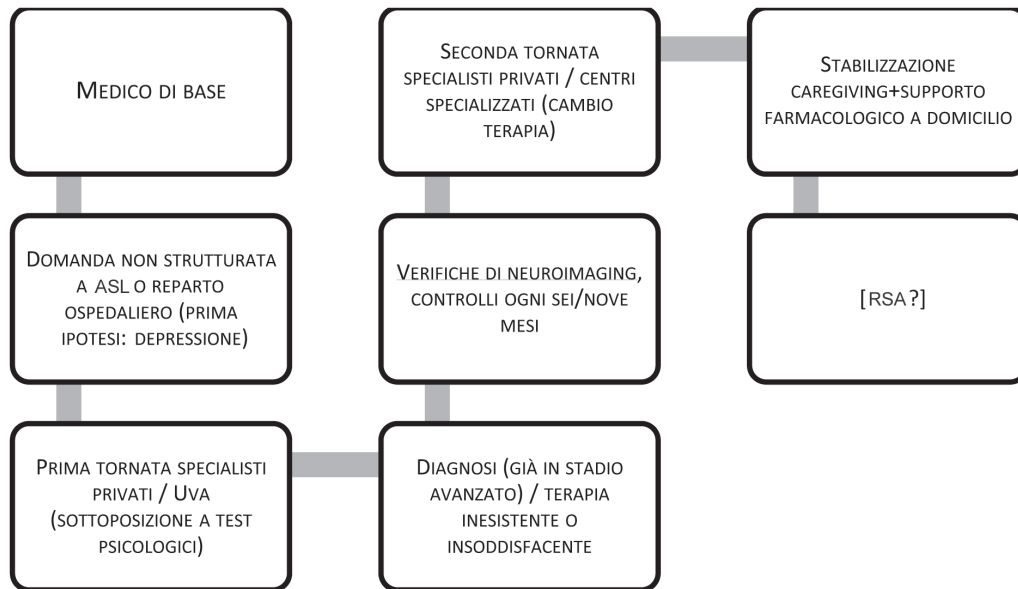 MEDICO DI BASE
DOMANDA NON STRUTTURATA
A ASL O REPARTO
OSPEDALIERO (PRIMA
IPOTESI: DEPRESSIONE)
PRIMA TORNATA SPECIALISTI
PRIVATI / UVA
(SOTTOPOSIZIONE A TEST
PSICOLOGICI)
DIAGNOSI (GIÀ IN STADIO
AVANZATO) / TERAPIA
INESISTENTE O
INSODDISFACENTE
VERIFICHE DI NEUROIMAGING,
CONTROLLI OGNI SEI/NOVE
MESI
SECONDA TORNATA
SPECIALISTI PRIVATI / CENTRI
SPECIALIZZATI (CAMBIO
TERAPIA)
STABILIZZAZIONE
CAREGIVING+SUPPORTO
FARMACOLOGICO A DOMICILIO
[RSA?]